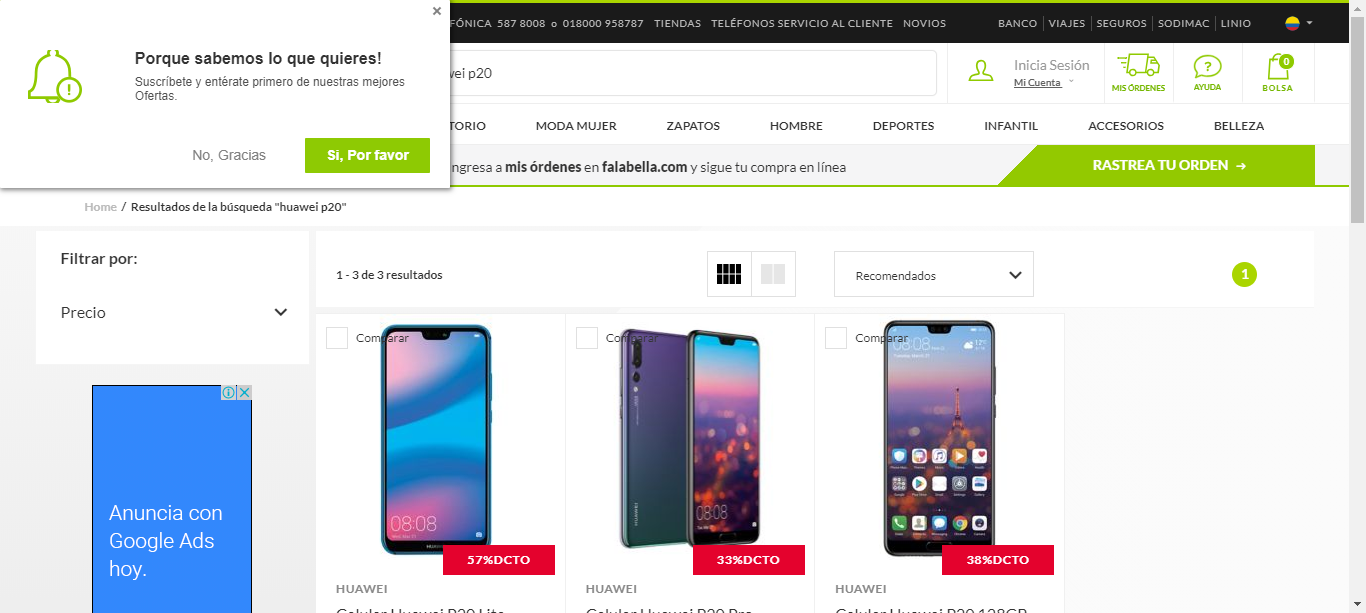 ×
Porque sabemos lo que quieres!
Suscríbete y entérate primero de nuestras mejores
Ofertas.
No, Gracias
Si, Por favor
FÓNICA 587 8008 o 018000 958787 TIENDAS TELÉFONOS SERVICIO AL CLIENTE NOVIOS
BANCO VIAJES SEGUROS SODIMAC LINIO
wei p20
Inicia Sesión
Mi Cuenta
MIS ÓRDENES
AYUDA
0
BOLSA
TORIO MODA MUJER ZAPATOS HOMBRE DEPORTES INFANTIL ACCESORIOS BELLEZA
ngresa a mis órdenes en falabella.com y sigue tu compra en línea
RASTREA TU ORDEN →
Home / Resultados de la búsqueda "huawei p20"
Filtrar por:
Precio
1 - 3 de 3 resultados
Recomendados
1
Anuncia con
Google Ads
hoy.
Comparar
08:08
57%DCTO
HUAWEI
Celular Huawei P20 Lite
Comparar
HUAWEI
08:08
33%DCTO
HUAWEI
Celular Huawei P20 Pro
Comparar
08:08
38%DCTO
HUAWEI
Celular Huawei P20 128GB